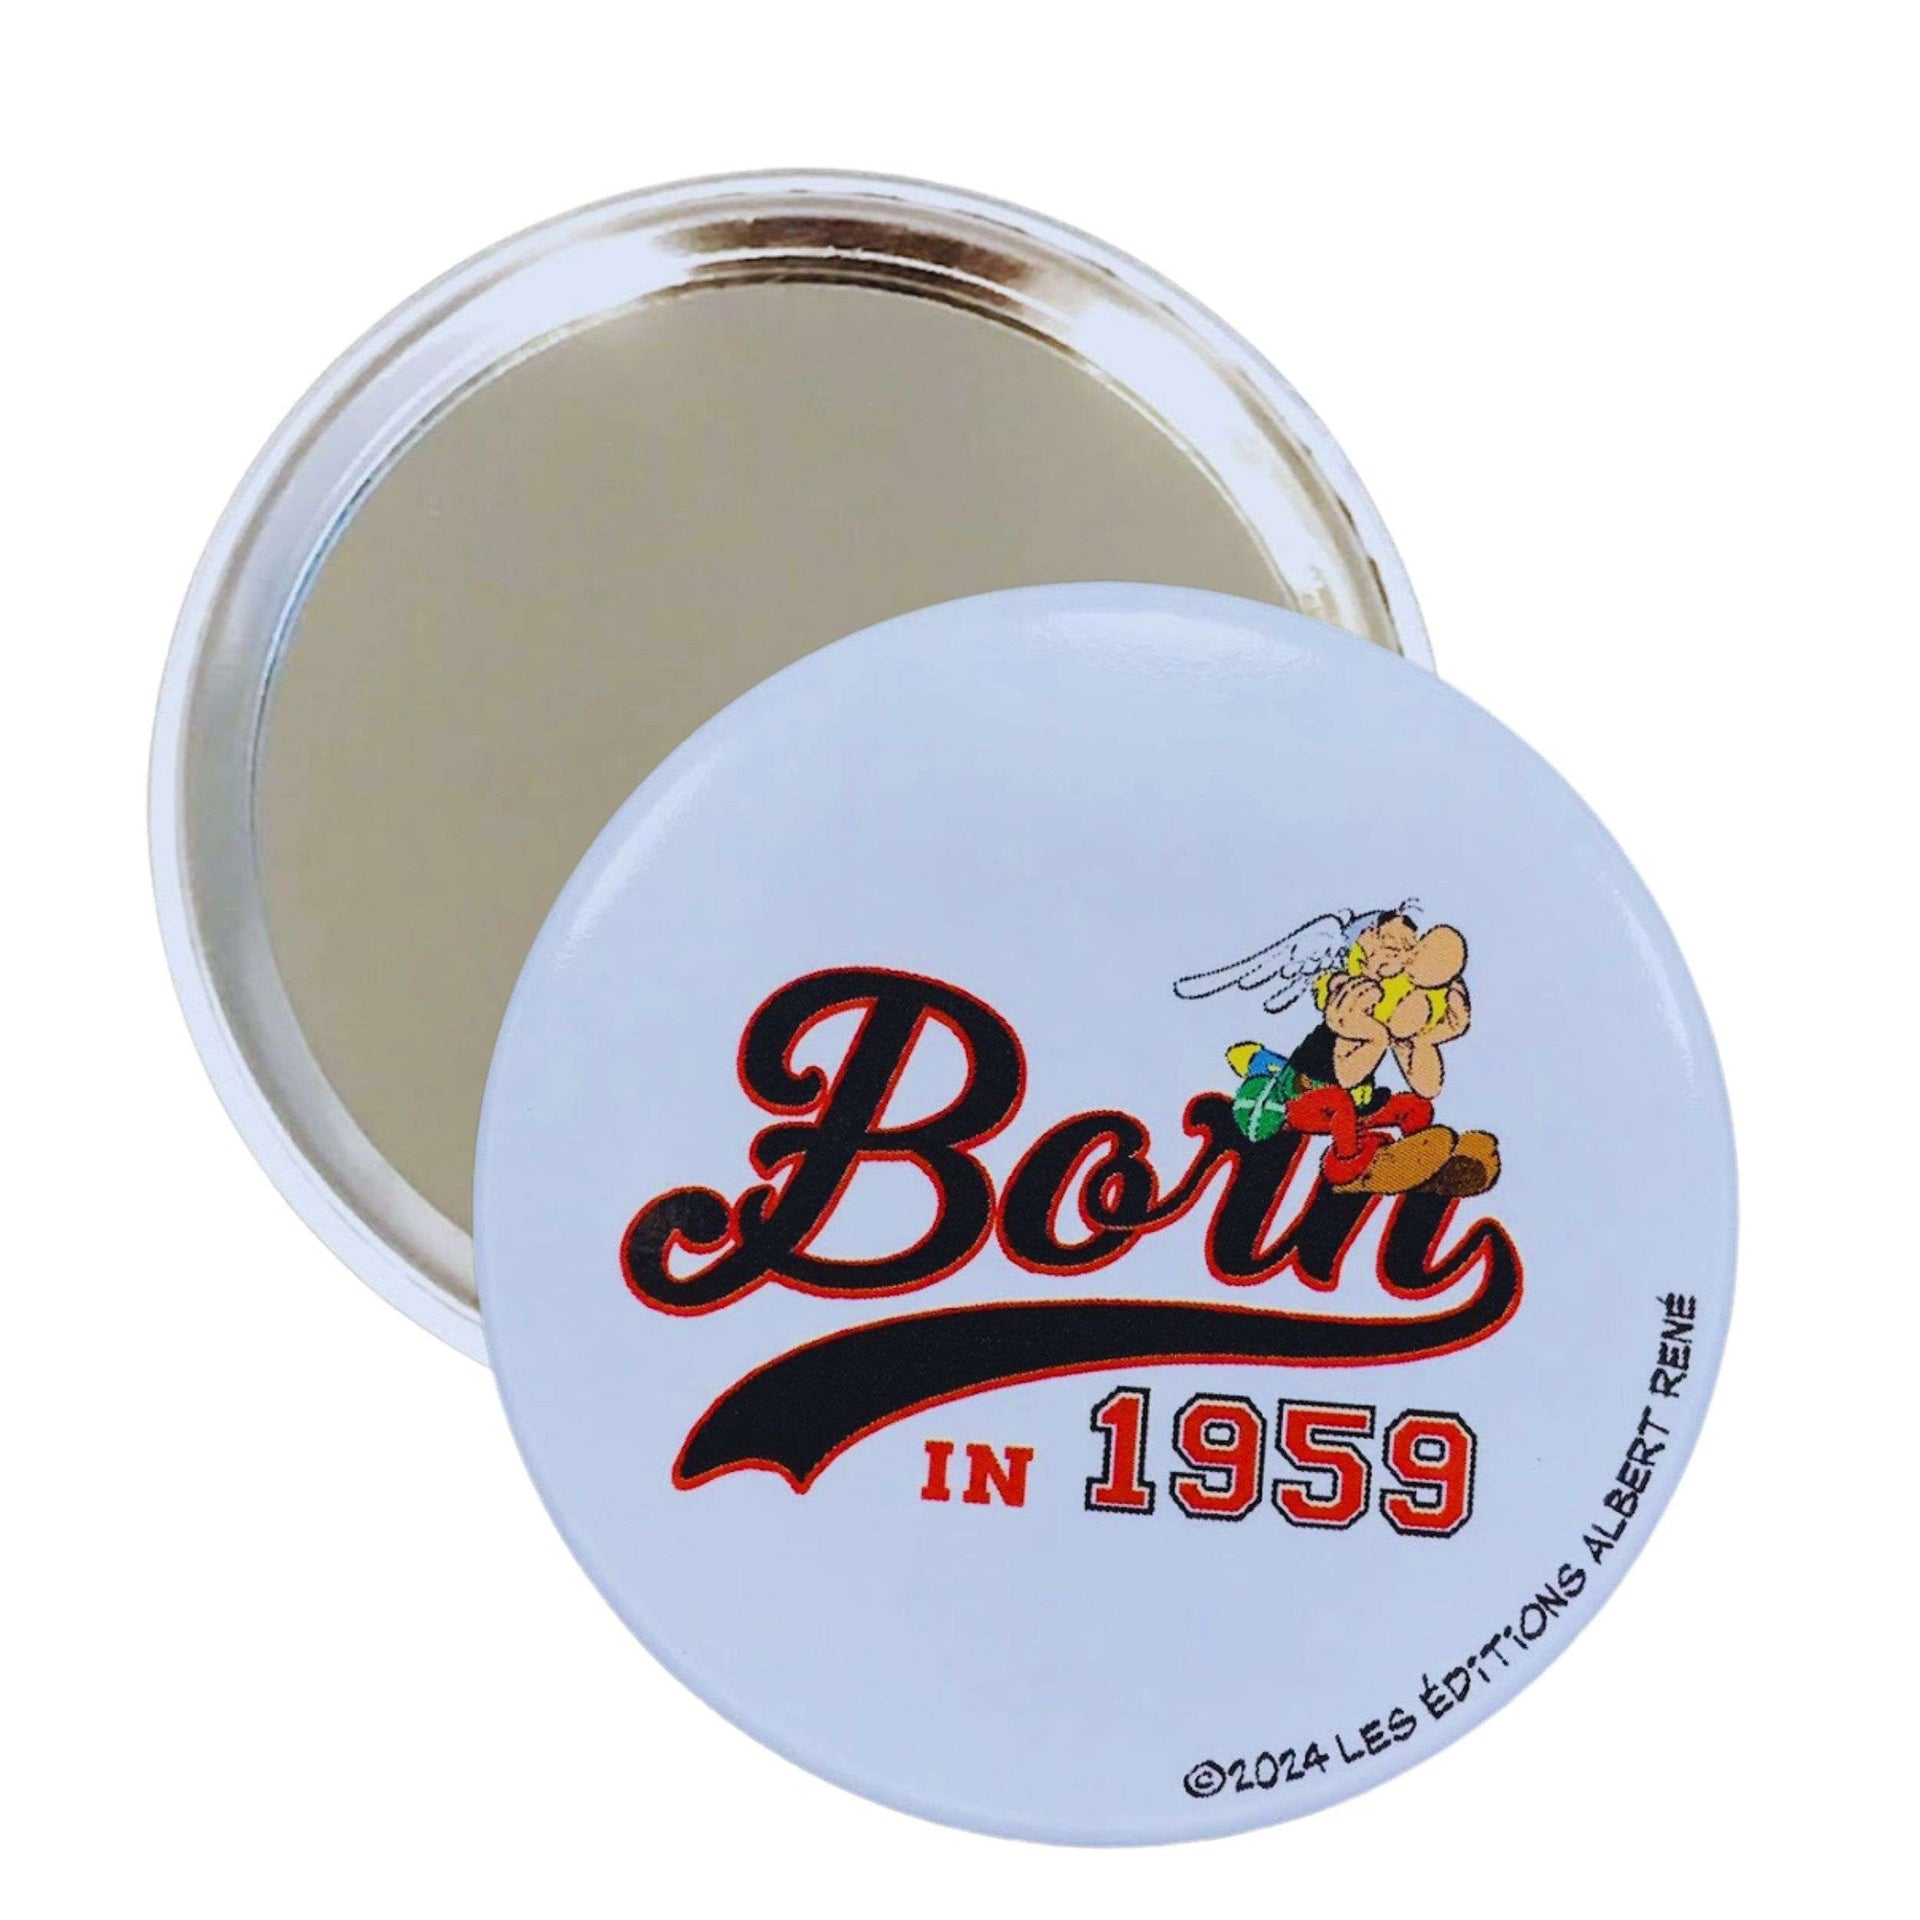 Born
IN 1959
©2024 LES ÉDiTiONS ALBERT RENÉ